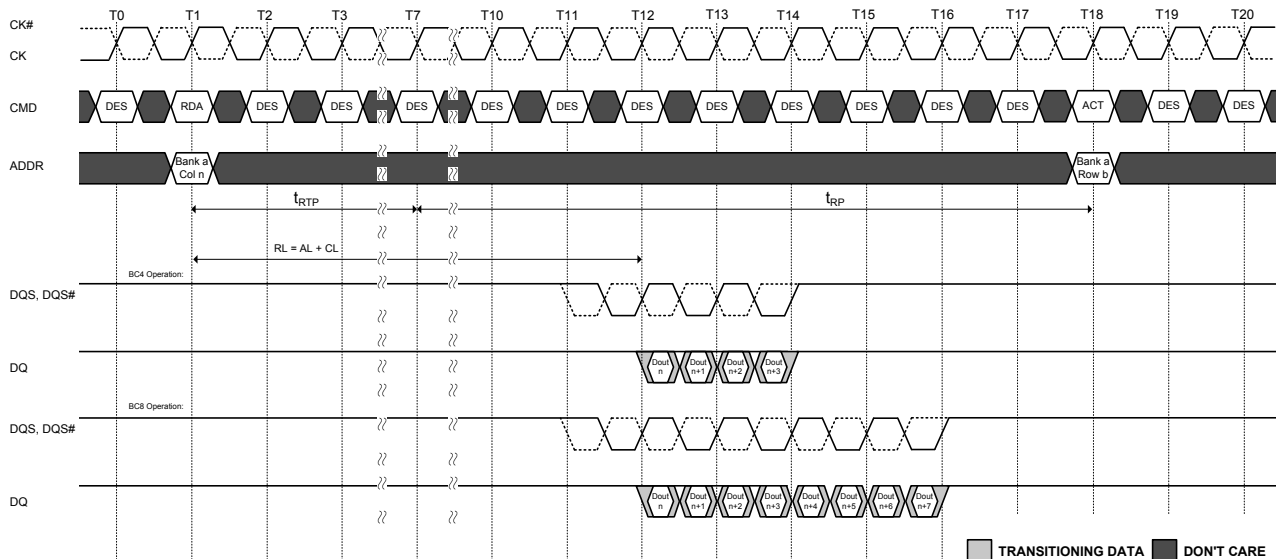 T0 T1 T2 T3 T7 T10 T11 T12 T13 T14 T15 T16 T17 T18 T19 T20
CK#
CK
CMD DES RDA DES DES DES DES DES DES DES DES DES DES DES ACT DES DES
ADDR Bank a Col n Bank a Row b
tRTP tRP
RL = AL + CL
BC4 Operation:
DQS, DQS#
DQ Dout n Dout n+1 Dout n+2 Dout n+3
BC8 Operation:
DQS, DQS#
DQ Dout n Dout n+1 Dout n+2 Dout n+3 Dout n+4 Dout n+5 Dout n+6 Dout n+7
TRANSITIONING DATA DON'T CARE